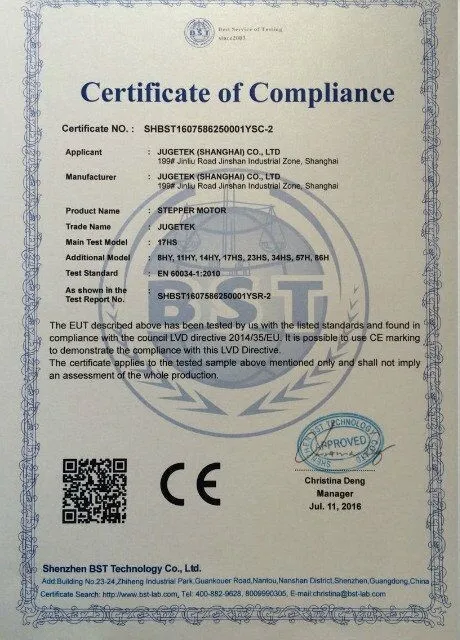 BST
Best Service of Testing
since2003
Certificate of Compliance
Certificate NO. : SHBST1607586250001YSC-2
Applicant : JUGETEK (SHANGHAI) CO., LTD
199# Jinliu Road Jinshan Industrial Zone, Shanghai
Manufacturer : JUGETEK (SHANGHAI) CO., LTD
199# Jinliu Road Jinshan Industrial Zone, Shanghai
Product Name : STEPPER MOTOR
Trade Name : JUGETEK
Main Test Model : 17HS
Additional Model : 8HY, 11HY, 14HY, 17HS, 23HS, 34HS, 57H, 86H
Test Standard : EN 60034-1:2010
As shown in the
Test Report No. : SHBST1607586250001YSR-2
BST
The EUT described above has been tested by us with the listed standards and found in
compliance with the council LVD directive 2014/35/EU. It is possible to use CE marking
to demonstrate the compliance with this LVD Directive.
The certificate applies to the tested sample above mentioned only and shall not imply
an assessment of the whole production.
CE
BST TECHNOLOGY
APPROVED
Christina Deng
Manager
Jul. 11, 2016
Shenzhen BST Technology Co., Ltd.
Add:Building No.23-24,Zhiheng Industrial Park,Guankouer Road,Nantou,Nanshan District,Shenzhen,Guangdong,China
Certificate Search: http://www.bst-lab.com, Tel: 400-882-9628, 8009990305, E-mail:christina@bst-lab.com